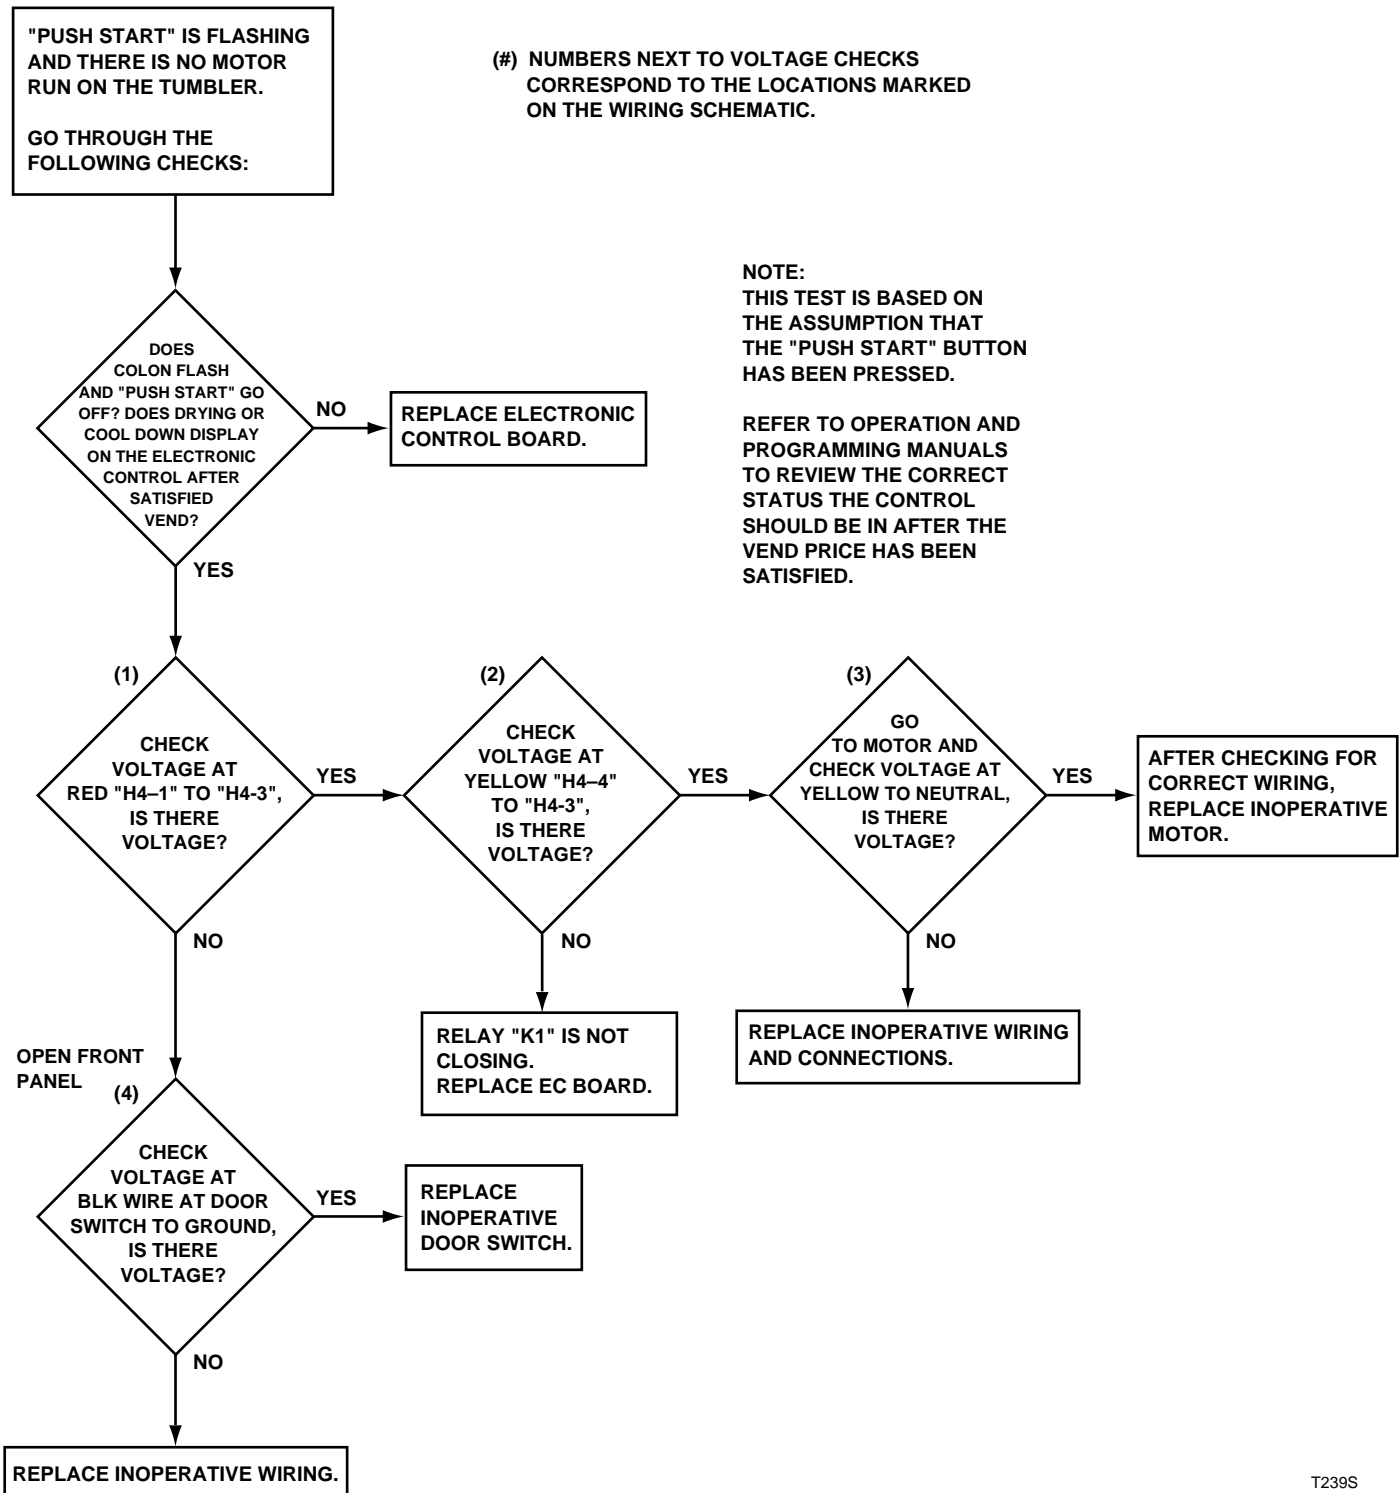 "PUSH START" IS FLASHING
AND THERE IS NO MOTOR
RUN ON THE TUMBLER.
GO THROUGH THE
FOLLOWING CHECKS:
(#) NUMBERS NEXT TO VOLTAGE CHECKS
CORRESPOND TO THE LOCATIONS MARKED
ON THE WIRING SCHEMATIC.
NOTE:
THIS TEST IS BASED ON
THE ASSUMPTION THAT
THE "PUSH START" BUTTON
HAS BEEN PRESSED.
REFER TO OPERATION AND
PROGRAMMING MANUALS
TO REVIEW THE CORRECT
STATUS THE CONTROL
SHOULD BE IN AFTER THE
VEND PRICE HAS BEEN
SATISFIED.
DOES
COLON FLASH
AND "PUSH START" GO
OFF? DOES DRYING OR
COOL DOWN DISPLAY
ON THE ELECTRONIC
CONTROL AFTER
SATISFIED
VEND?
NO
REPLACE ELECTRONIC
CONTROL BOARD.
YES
(1)
CHECK
VOLTAGE AT
RED "H4–1" TO "H4-3",
IS THERE
VOLTAGE?
YES
(2)
CHECK
VOLTAGE AT
YELLOW "H4–4"
TO "H4-3",
IS THERE
VOLTAGE?
YES
(3)
GO
TO MOTOR AND
CHECK VOLTAGE AT
YELLOW TO NEUTRAL,
IS THERE
VOLTAGE?
YES
AFTER CHECKING FOR
CORRECT WIRING,
REPLACE INOPERATIVE
MOTOR.
NO
NO
NO
RELAY "K1" IS NOT
CLOSING.
REPLACE EC BOARD.
REPLACE INOPERATIVE WIRING
AND CONNECTIONS.
OPEN FRONT
PANEL
(4)
CHECK
VOLTAGE AT
BLK WIRE AT DOOR
SWITCH TO GROUND,
IS THERE
VOLTAGE?
YES
REPLACE
INOPERATIVE
DOOR SWITCH.
NO
REPLACE INOPERATIVE WIRING.
T239S